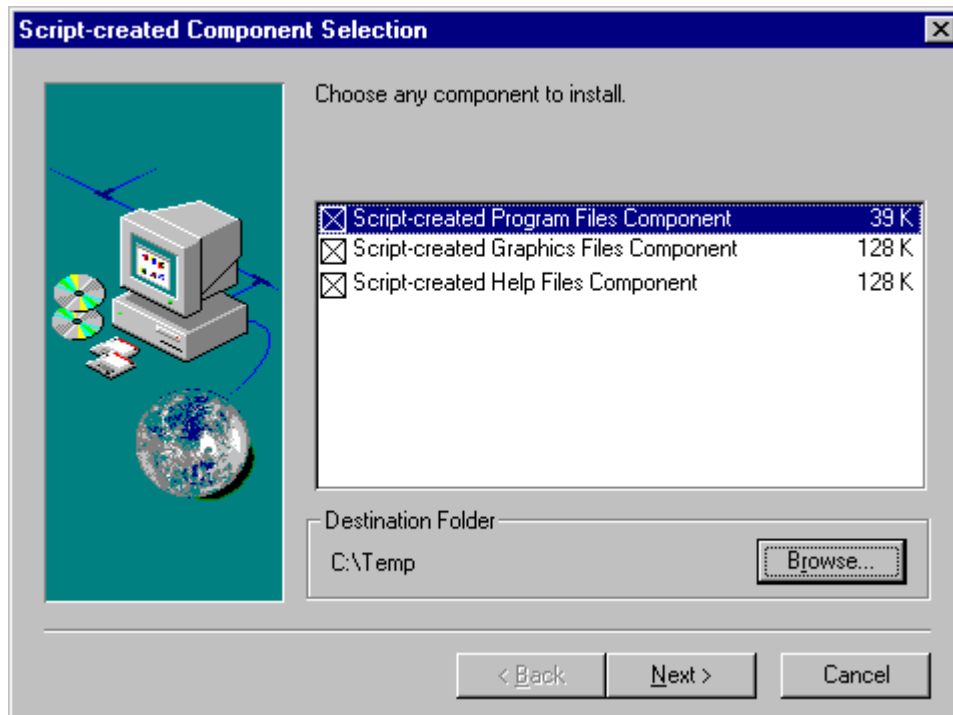 Script-created Component Selection
Choose any component to install.
Script-created Program Files Component 39 K
Script-created Graphics Files Component 128 K
Script-created Help Files Component 128 K
Destination Folder
C:\Temp Browse...
< Back Next > Cancel